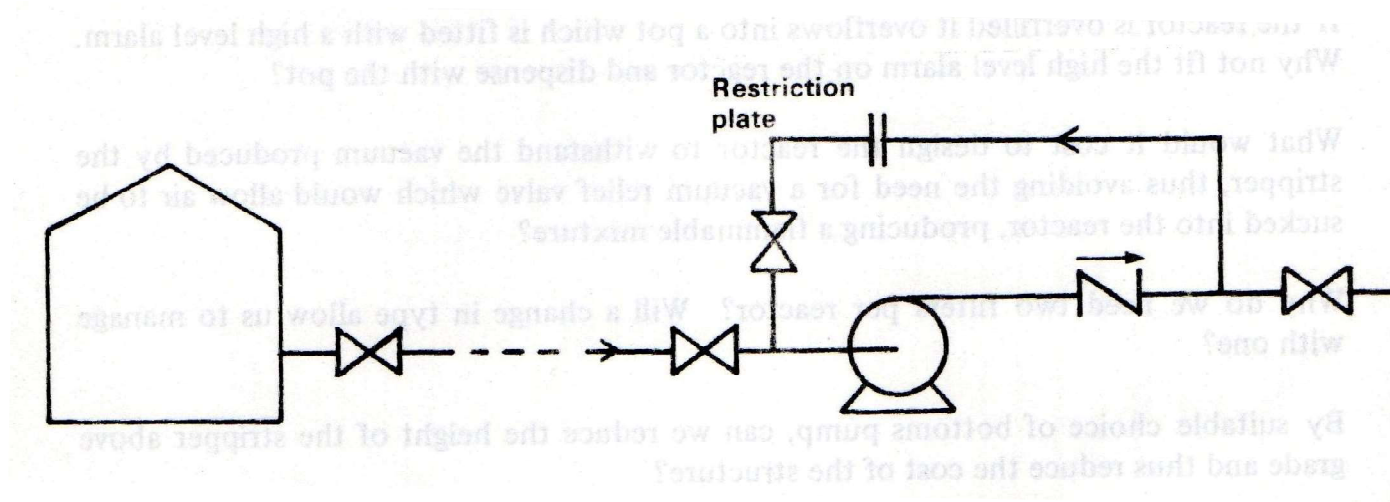 If the reactor is overfilled it overflows into a pot which is fitted with a high level alarm.
Why not fit the high level alarm on the reactor and dispense with the pot?
Restriction
plate
What would it cost to design the reactor to withstand the vacuum produced by the
stripper, thus avoiding the need for a vacuum relief valve which would allow air to be
sucked into the reactor, producing a flammable mixture?
Why do we need two filters per reactor? Will a change in type allow us to manage
with one?
By suitable choice of bottoms pump, can we reduce the height of the stripper above
grade and thus reduce the cost of the structure?